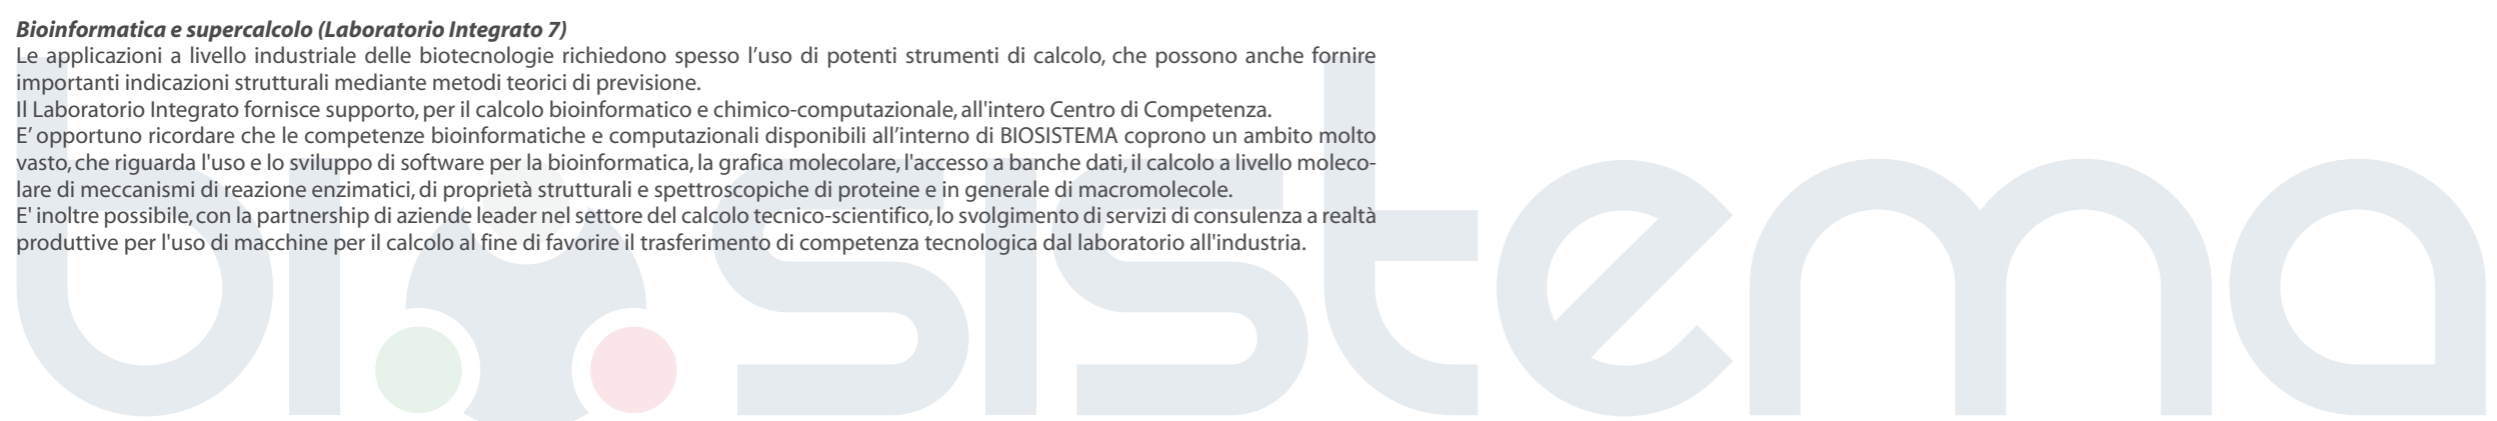 Bioinformatica e supercalcolo (Laboratorio Integrato 7)
Le applicazioni a livello industriale delle biotecnologie richiedono spesso l’uso di potenti strumenti di calcolo, che possono anche fornire
importanti indicazioni strutturali mediante metodi teorici di previsione.
Il Laboratorio Integrato fornisce supporto, per il calcolo bioinformatico e chimico-computazionale, all'intero Centro di Competenza.
E’ opportuno ricordare che le competenze bioinformatiche e computazionali disponibili all’interno di BIOSISTEMA coprono un ambito molto
vasto, che riguarda l'uso e lo sviluppo di software per la bioinformatica, la grafica molecolare, l'accesso a banche dati, il calcolo a livello moleco-
lare di meccanismi di reazione enzimatici, di proprietà strutturali e spettroscopiche di proteine e in generale di macromolecole.
E' inoltre possibile, con la partnership di aziende leader nel settore del calcolo tecnico-scientifico, lo svolgimento di servizi di consulenza a realtà
produttive per l'uso di macchine per il calcolo al fine di favorire il trasferimento di competenza tecnologica dal laboratorio all'industria.
biosistema